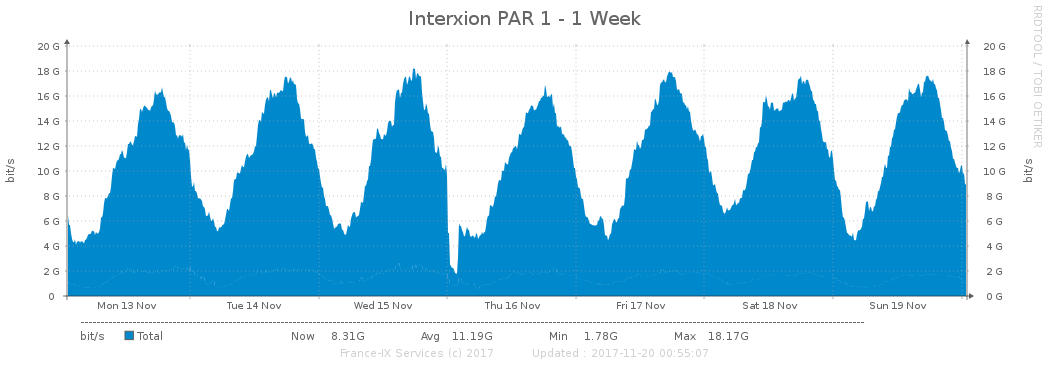 Interxion PAR 1 - 1 Week
RRDTOOL / TOBI OETIKER
20 G 20 G
18 G 18 G
16 G 16 G
14 G 14 G
12 G 12 G
10 G 10 G
8 G 8 G
6 G 6 G
4 G 4 G
2 G 2 G
0 0 G
bit/s
bit/s
Mon 13 Nov Tue 14 Nov Wed 15 Nov Thu 16 Nov Fri 17 Nov Sat 18 Nov Sun 19 Nov
bit/s Total Now 8.31G Avg 11.19G Min 1.78G Max 18.17G
France-IX Services (c) 2017 Updated : 2017-11-20 00:55:07